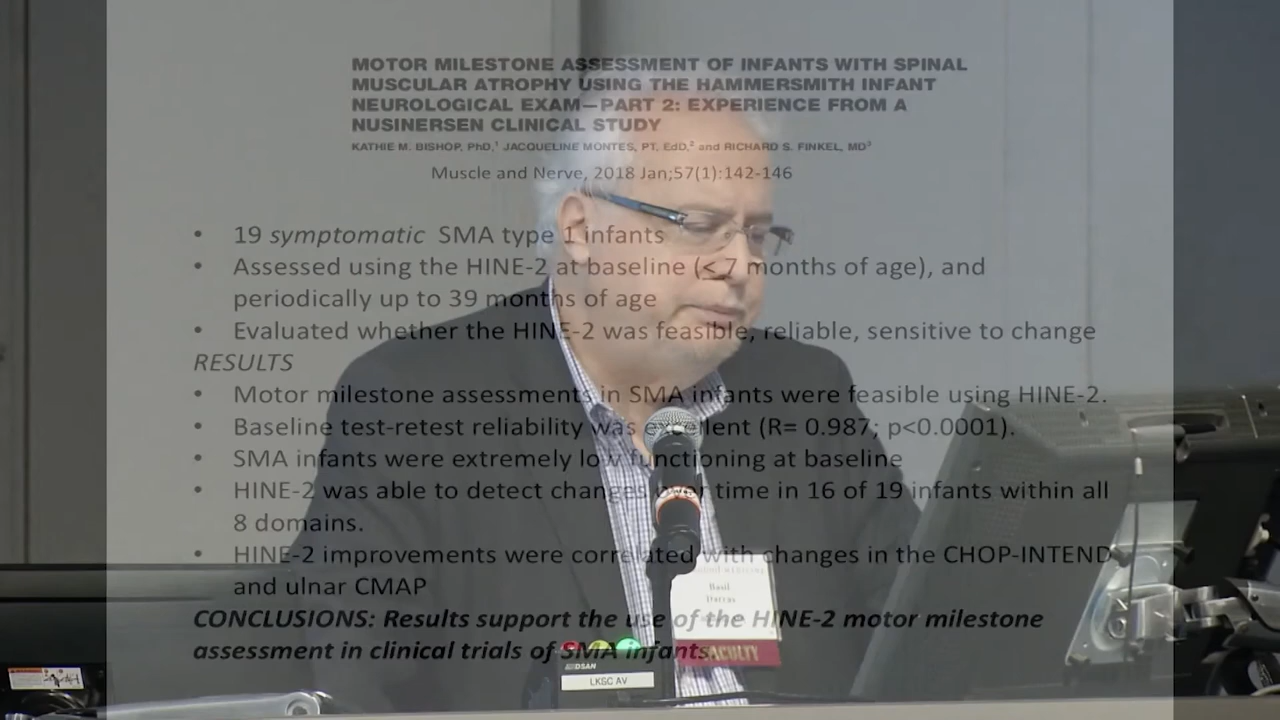 MOTOR MILESTONE ASSESSMENT OF INFANTS WITH SPINAL
MUSCULAR ATROPHY USING THE HAMMERSMITH INFANT
NEUROLOGICAL EXAM—PART 2: EXPERIENCE FROM A
NUSINERSEN CLINICAL STUDY
KATHIE M. BISHOP, PhD,¹ JACQUELINE MONTES, PT, EdD,² and RICHARD S. FINKEL, MD³
Muscle and Nerve, 2018 Jan;57(1):142-146
• 19 symptomatic SMA type 1 infants
• Assessed using the HINE-2 at baseline (< 7 months of age), and
periodically up to 39 months of age
• Evaluated whether the HINE-2 was feasible, reliable, sensitive to change
RESULTS
• Motor milestone assessments in SMA infants were feasible using HINE-2.
• Baseline test-retest reliability was excellent (R= 0.987; p<0.0001).
• SMA infants were extremely low functioning at baseline
• HINE-2 was able to detect changes over time in 16 of 19 infants within all
8 domains.
• HINE-2 improvements were correlated with changes in the CHOP-INTEND
and ulnar CMAP
CONCLUSIONS: Results support the use of the HINE-2 motor milestone
assessment in clinical trials of SMA infants.
Basil
Darras
FACULTY
DSAN
LKSC AV